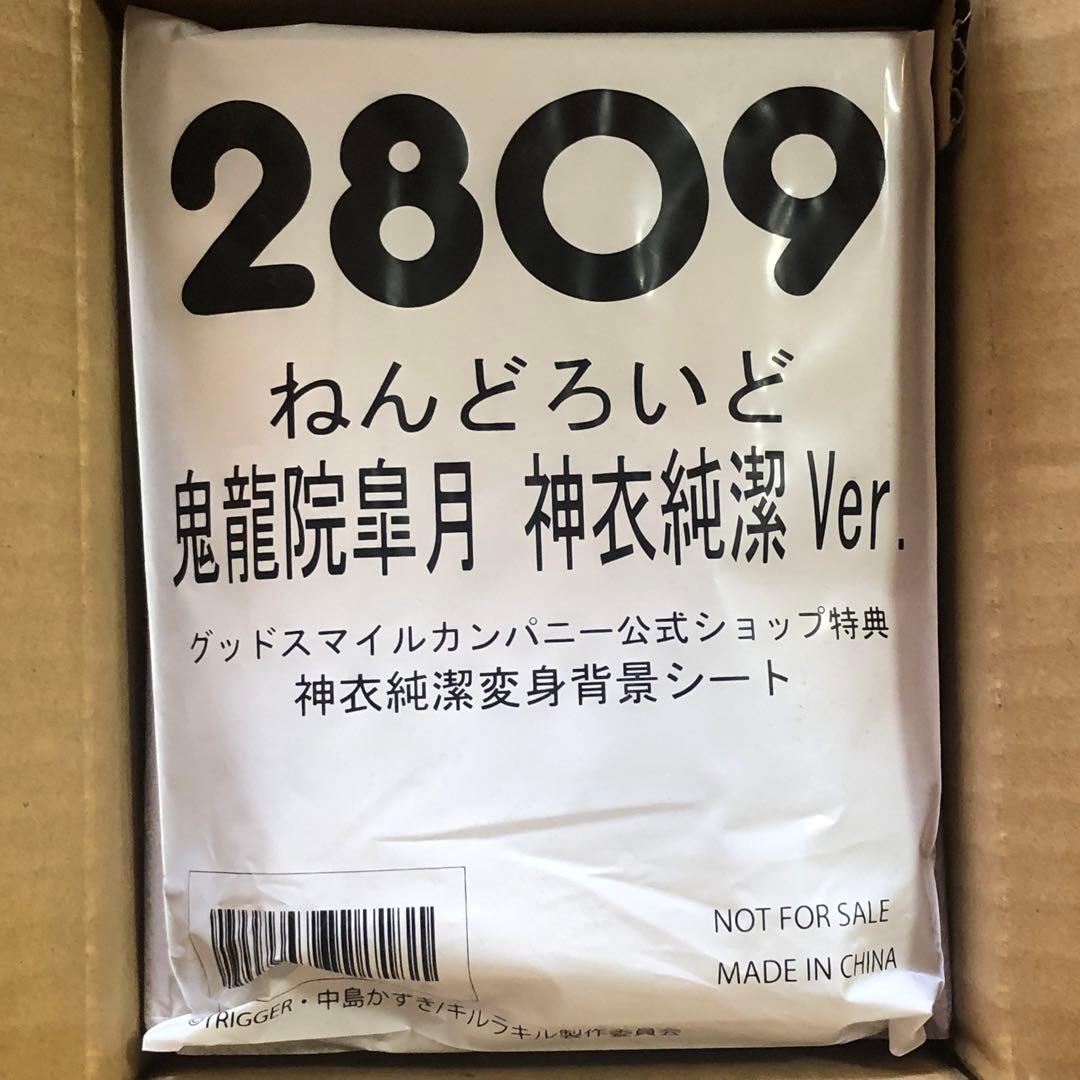 2809
ねんどろいど
鬼龍院皐月 神衣純潔 Ver.
グッドスマイルカンパニー公式ショップ特典
神衣純潔変身背景シート
NOT FOR SALE
MADE IN CHINA
©TRIGGER・中島かずき/キルラキル製作委員会